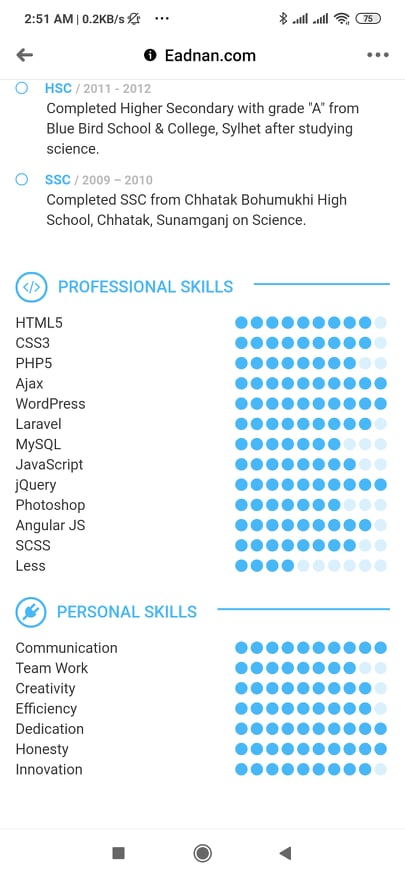 2:51 AM | 0.2KB/s
75
Eadnan.com
HSC / 2011 - 2012
Completed Higher Secondary with grade "A" from
Blue Bird School & College, Sylhet after studying
science.
SSC / 2009 – 2010
Completed SSC from Chhatak Bohumukhi High
School, Chhatak, Sunamganj on Science.
PROFESSIONAL SKILLS
HTML5
CSS3
PHP5
Ajax
WordPress
Laravel
MySQL
JavaScript
jQuery
Photoshop
Angular JS
SCSS
Less
PERSONAL SKILLS
Communication
Team Work
Creativity
Efficiency
Dedication
Honesty
Innovation